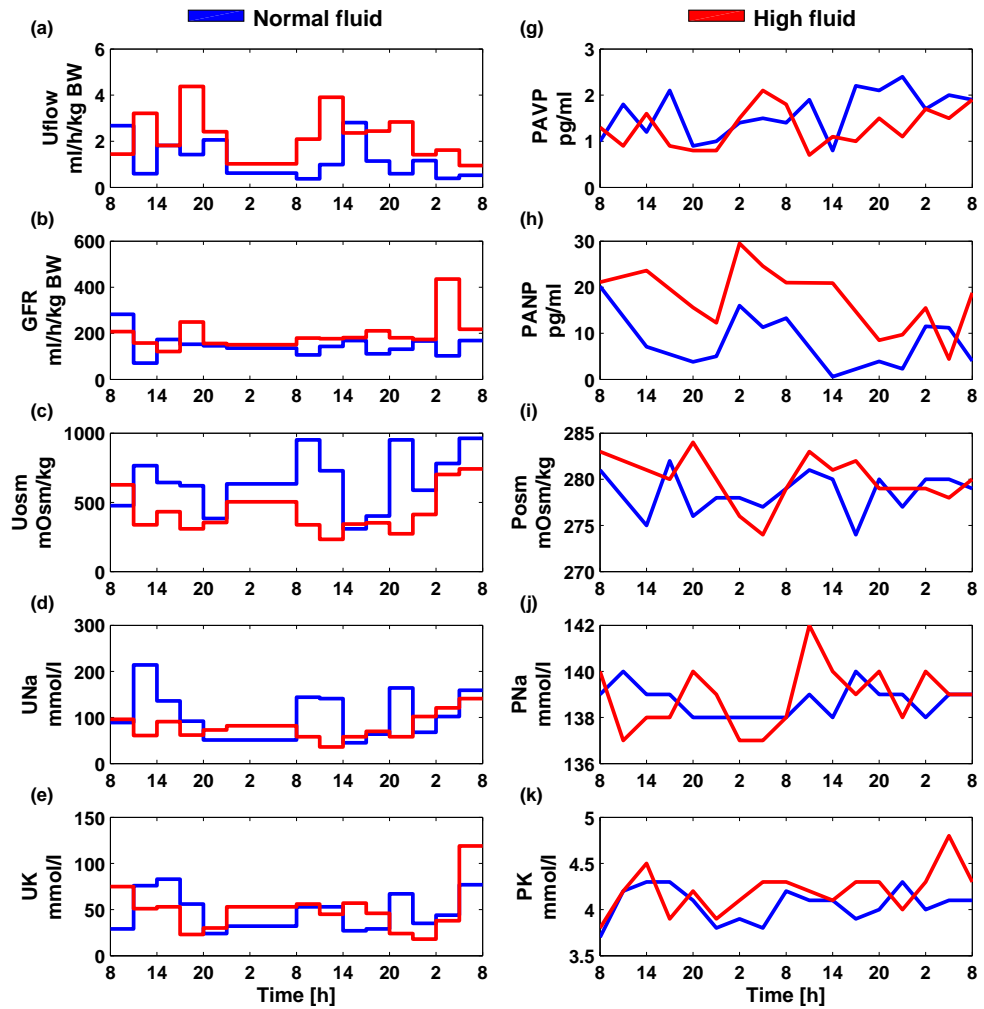 Normal fluid
High fluid
(a)
Uflow
ml/h/kg BW
6
4
2
0
8 14 20 2 8 14 20 2 8
(b)
GFR
ml/h/kg BW
600
400
200
0
8 14 20 2 8 14 20 2 8
(c)
Uosm
mOsm/kg
1000
500
0
8 14 20 2 8 14 20 2 8
(d)
UNa
mmol/l
300
200
100
0
8 14 20 2 8 14 20 2 8
(e)
UK
mmol/l
150
100
50
0
8 14 20 2 8 14 20 2 8
Time [h]
(g)
PAVP
pg/ml
3
2
1
0
8 14 20 2 8 14 20 2 8
(h)
PANP
pg/ml
30
20
10
0
8 14 20 2 8 14 20 2 8
(i)
Posm
mOsm/kg
285
280
275
270
8 14 20 2 8 14 20 2 8
(j)
PNa
mmol/l
142
140
138
136
8 14 20 2 8 14 20 2 8
(k)
PK
mmol/l
5
4.5
4
3.5
8 14 20 2 8 14 20 2 8
Time [h]